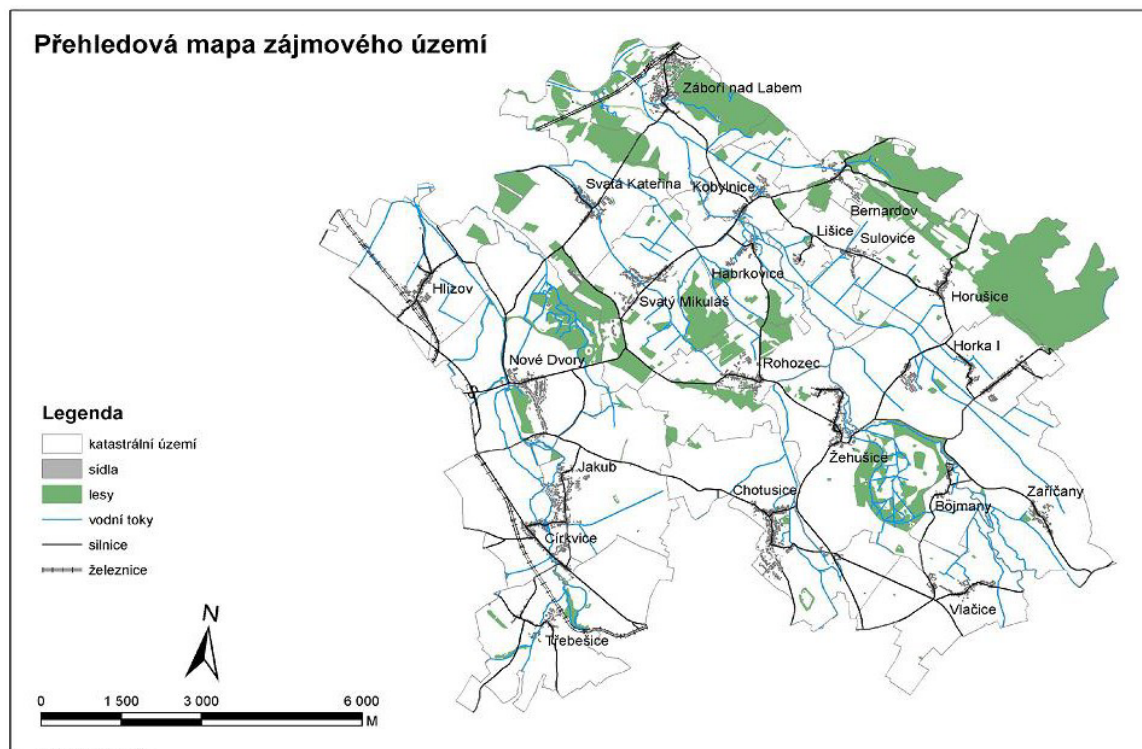 Přehledová mapa zájmového území
Záboří nad Labem
Svatá Kateřina
Kobylnice
Bernardov
Lišice
Sulovice
Habrkovice
Hlízov
Svatý Mikuláš
Horušice
Nové Dvory
Rohozec
Horka I
Legenda
katastrální území
sídla
lesy
vodní toky
silnice
železnice
Jakub
Žehušice
Chotusice
Bojmany
Zaříčany
Církvice
Vlačice
Třebešice
N
0 1 500 3 000 6 000
M